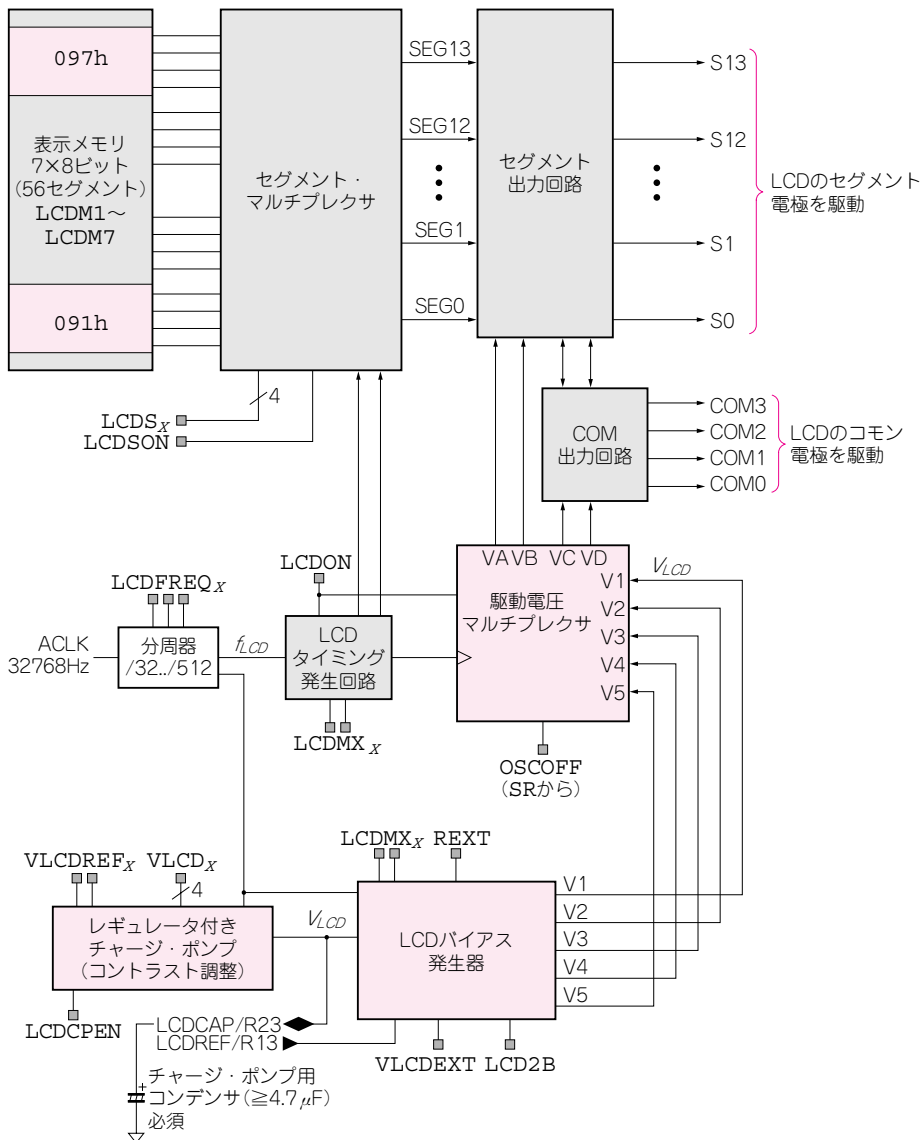 097h
表示メモリ
7×8ビット
(56セグメント)
LCDM1～
LCDM7
091h
セグメント・
マルチプレクサ
SEG13
SEG12
SEG1
SEG0
セグメント
出力回路
S13
S12
S1
S0
LCDのセグメント
電極を駆動
LCDSX
4
LCDSON
COM
出力回路
COM3
COM2
COM1
COM0
LCDのコモン
電極を駆動
LCDON
VA VB VC VD
駆動電圧
マルチプレクサ
V1
V2
V3
V4
V5
VLCD
LCDFREQX
ACLK
32768Hz
分周器
/32../512
fLCD
LCD
タイミング
発生回路
LCDMXX
OSCOFF
(SRから)
VLCDREFX
VLCDX
4
レギュレータ付き
チャージ・ポンプ
(コントラスト調整)
LCDCPEN
VLCD
LCDMXX REXT
LCDバイアス
発生器
V1
V2
V3
V4
V5
LCDCAP/R23
LCDREF/R13
VLCDEXT LCD2B
+
チャージ・ポンプ用
コンデンサ(≧4.7μF)
必須